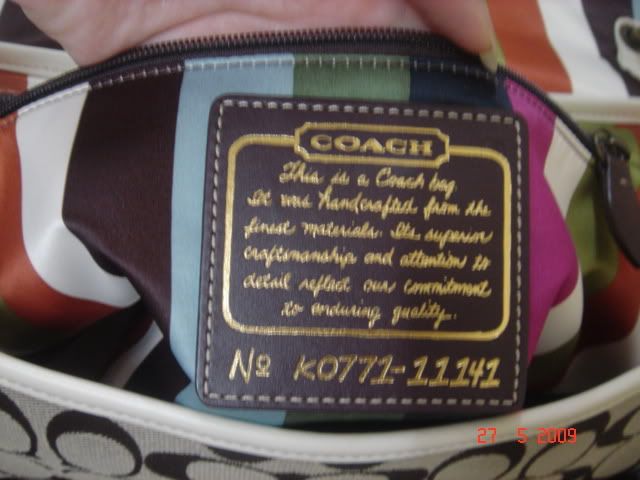 COACH
This is a Coach bag.
It was handcrafted from the
finest materials. Its superior
craftsmanship and attention to
detail reflect our commitment
to enduring quality.
Nº K0771-11141
27 5 2009